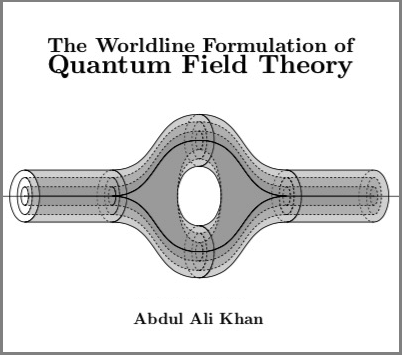 The Worldline Formulation of
Quantum Field Theory
Abdul Ali Khan